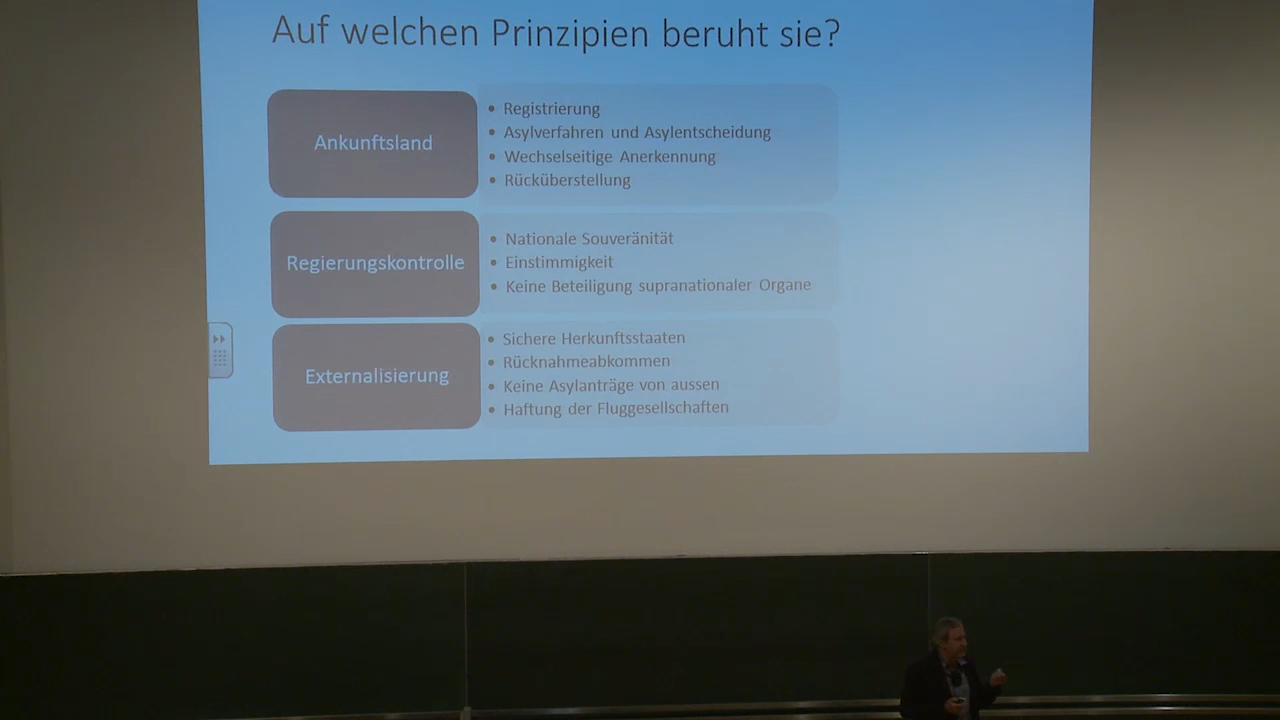 Auf welchen Prinzipien beruht sie?
Ankunftsland
• Registrierung
• Asylverfahren und Asylentscheidung
• Wechselseitige Anerkennung
• Rücküberstellung
Regierungskontrolle
• Nationale Souveränität
• Einstimmigkeit
• Keine Beteiligung supranationaler Organe
Externalisierung
• Sichere Herkunftsstaaten
• Rücknahmeabkommen
• Keine Asylanträge von aussen
• Haftung der Fluggesellschaften